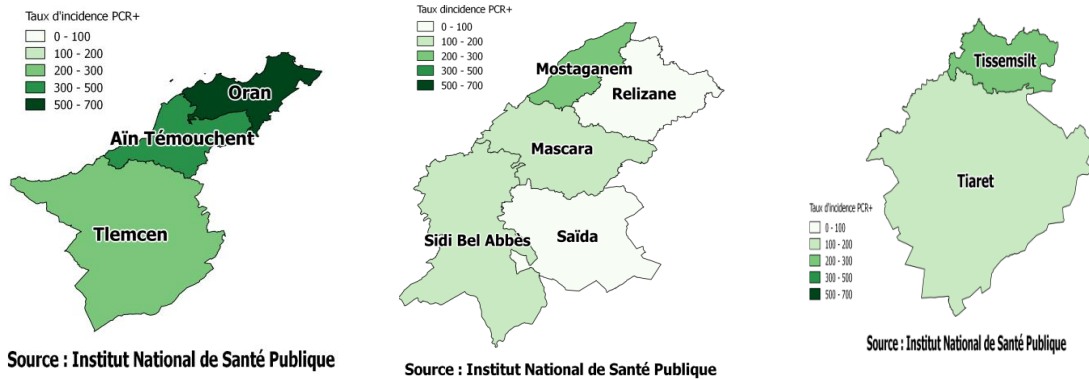 Taux d'incidence PCR+
0 - 100
100 - 200
200 - 300
300 - 500
500 - 700
Oran
Aïn Témouchent
Tlemcen
Source : Institut National de Santé Publique
Taux dincidence PCR+
0 - 100
100 - 200
200 - 300
300 - 500
500 - 700
Mostaganem
Relizane
Mascara
Sidi Bel Abbès
Saïda
Source : Institut National de Santé Publique
Tissemsilt
Tiaret
Taux d'incidence PCR+
0 - 100
100 - 200
200 - 300
300 - 500
500 - 700
Source : Institut National de Santé Publique